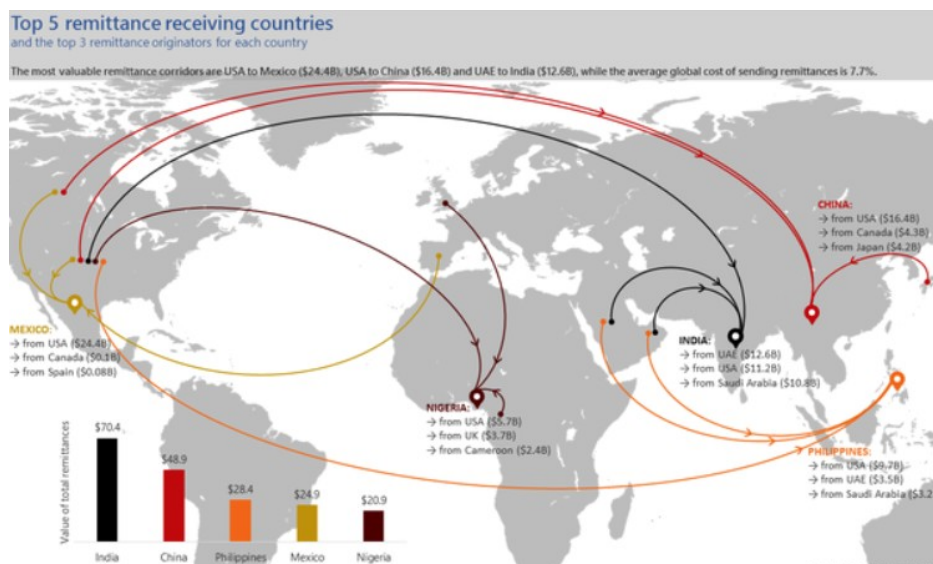 Top 5 remittance receiving countries
and the top 3 remittance originators for each country
The most valuable remittance corridors are USA to Mexico ($24.4B), USA to China ($16.4B) and UAE to India ($12.6B), while the average global cost of sending remittances is 7.7%.
CHINA:
→ from USA ($16.4B)
→ from Canada ($4.3B)
→ from Japan ($4.2B)
MEXICO:
→ from USA ($24.4B)
→ from Canada ($0.1B)
→ from Spain ($0.08B)
INDIA:
→ from UAE ($12.6B)
→ from USA ($11.2B)
→ from Saudi Arabia ($10.8B)
NIGERIA:
→ from USA ($5.7B)
→ from UK ($3.7B)
→ from Cameroon ($2.4B)
PHILIPPINES:
→ from USA ($9.7B)
→ from UAE ($3.5B)
→ from Saudi Arabia ($3.2
Value of total remittances
$70.4
$48.9
$28.4
$24.9
$20.9
India
China
Philippines
Mexico
Nigeria